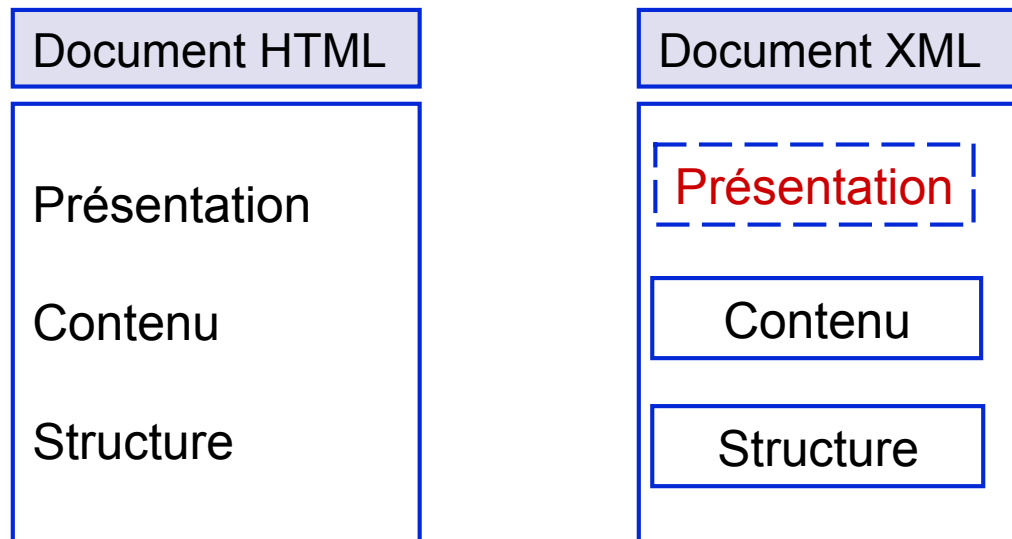 Document HTML
Présentation
Contenu
Structure
Document XML
Présentation
Contenu
Structure